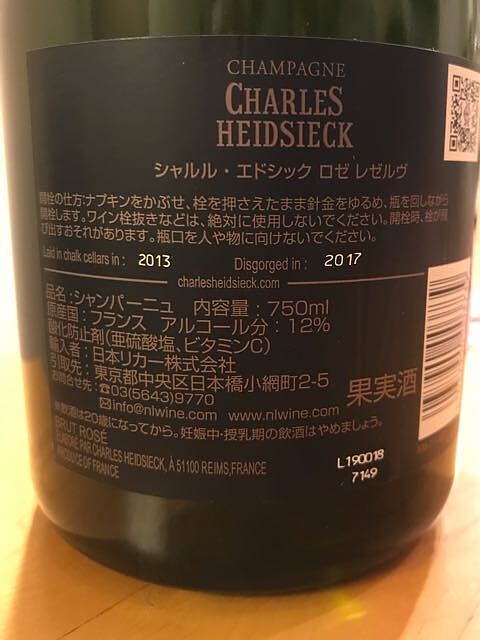 CHAMPAGNE
CHARLES
HEIDSIECK
シャルル・エドシック ロゼ レゼルヴ
開栓の仕方:ナプキンをかぶせ、栓を押さえたまま針金をゆるめ、瓶を回しながら
開栓します。ワイン栓抜きなどは、絶対に使用しないでください。開栓時、栓が飛
び出すおそれがあります。瓶口を人や物に向けないでください。
Laid in chalk cellars in : 2013 Disgorged in : 2017
charlesheidsieck.com
品名:シャンパーニュ 内容量:750ml
原産国:フランス アルコール分:12%
酸化防止剤(亜硫酸塩、ビタミンC)
輸入者:日本リカー株式会社
引取先:東京都中央区日本橋小網町2-5
お問合せ先:☎03(5643)9770
✉info@nlwine.com www.nlwine.com
果実酒
飲酒は20歳になってから。妊娠中・授乳期の飲酒はやめましょう。
BRUT ROSÉ
ELABORÉ PAR CHARLES HEIDSIECK, À 51100 REIMS, FRANCE
PRODUCE OF FRANCE
L190018
7149